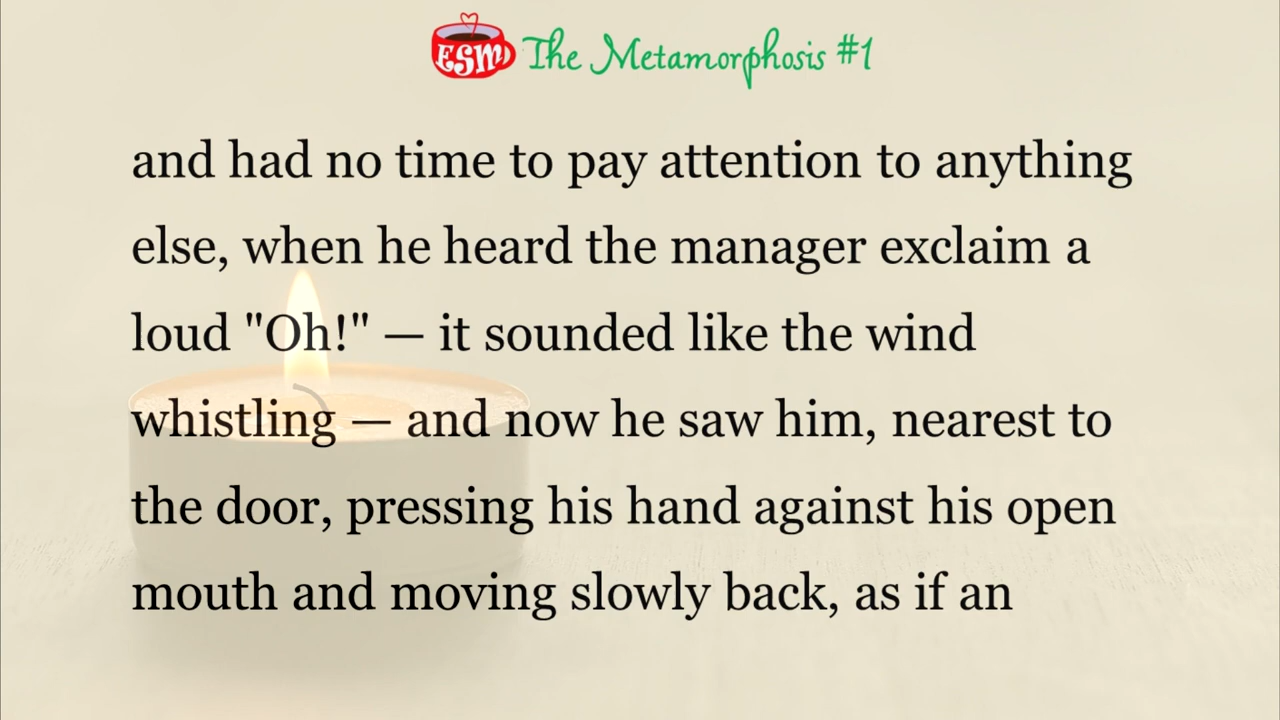 ESM The Metamorphosis #1
and had no time to pay attention to anything
else, when he heard the manager exclaim a
loud "Oh!" — it sounded like the wind
whistling — and now he saw him, nearest to
the door, pressing his hand against his open
mouth and moving slowly back, as if an